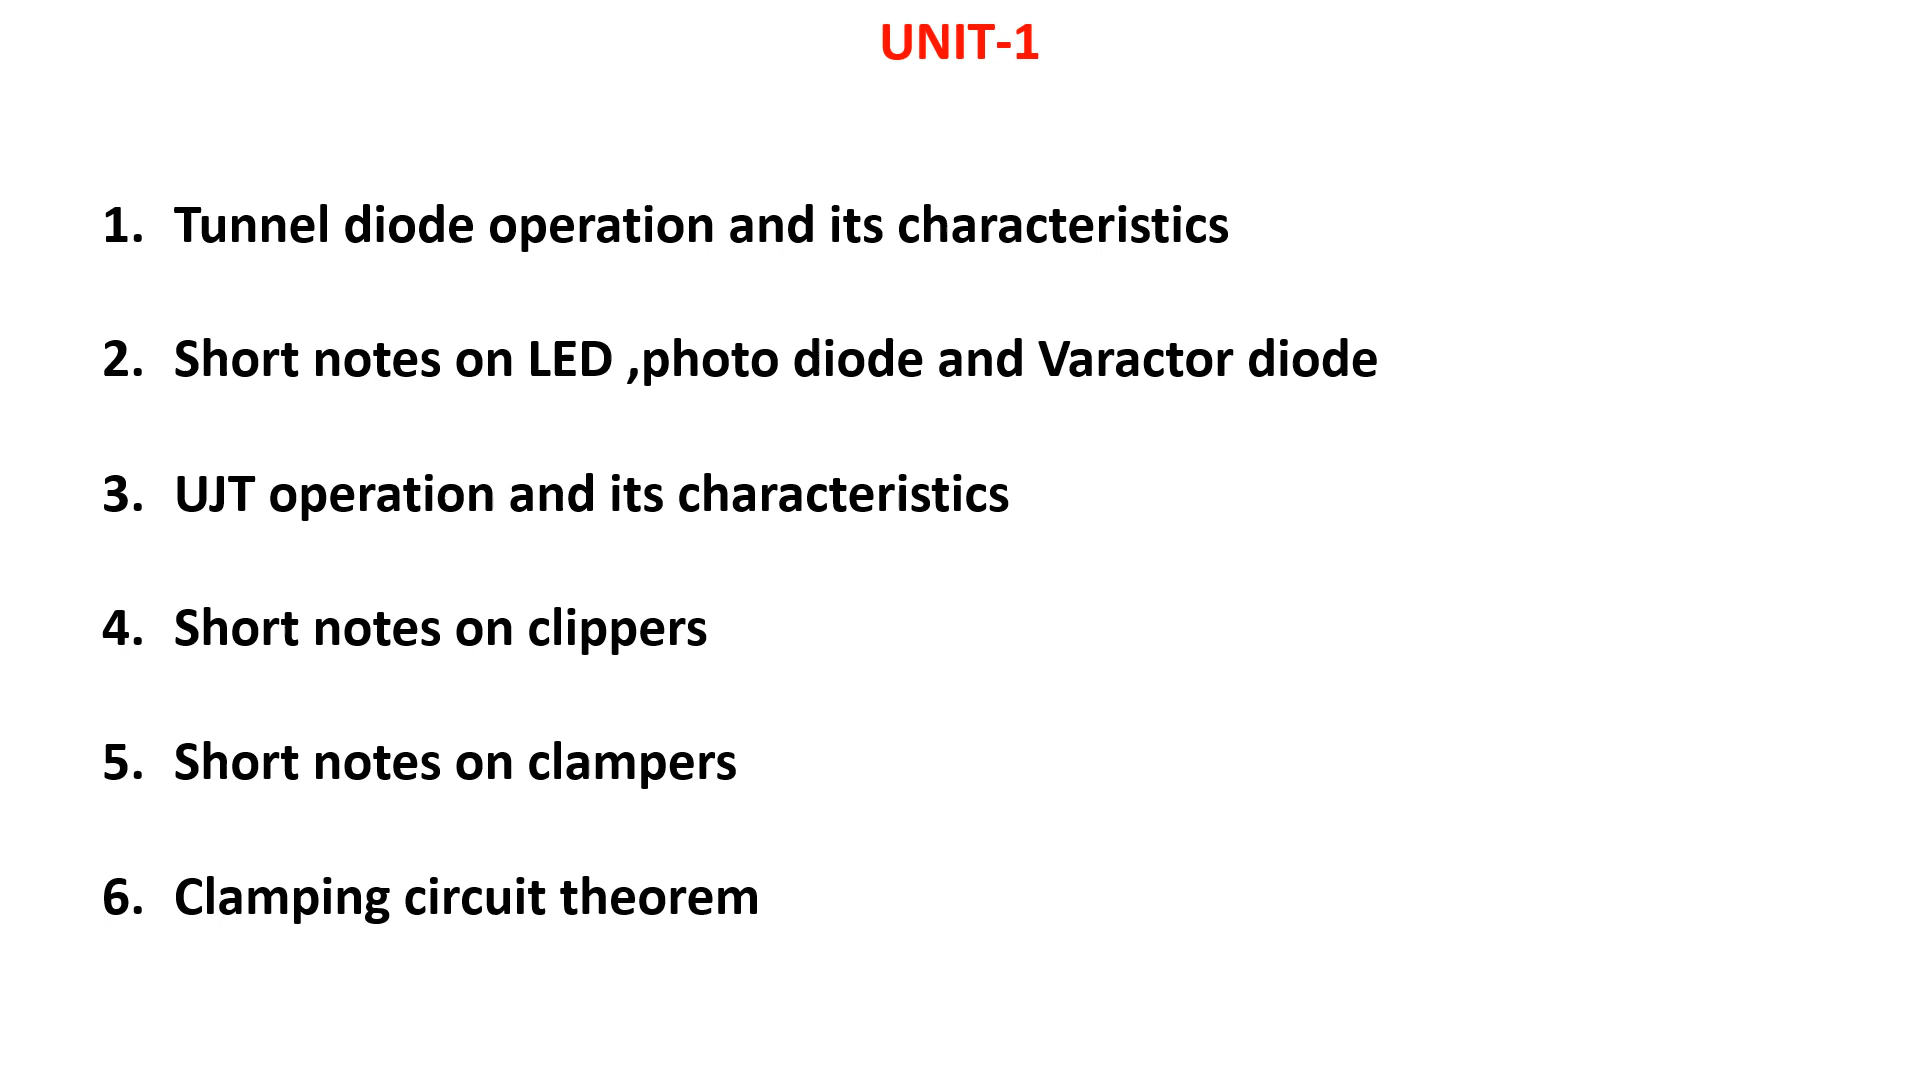 UNIT-1
1. Tunnel diode operation and its characteristics
2. Short notes on LED ,photo diode and Varactor diode
3. UJT operation and its characteristics
4. Short notes on clippers
5. Short notes on clampers
6. Clamping circuit theorem